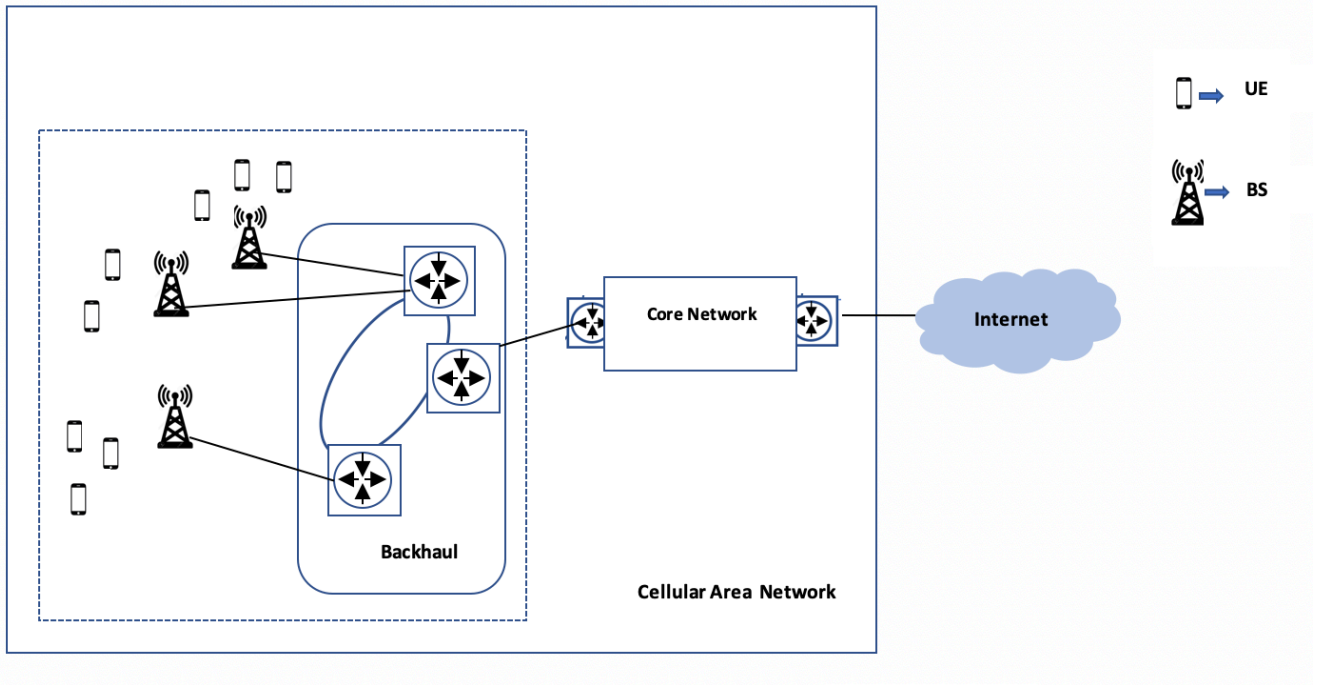 UE
BS
Core Network
Internet
Backhaul
Cellular Area Network